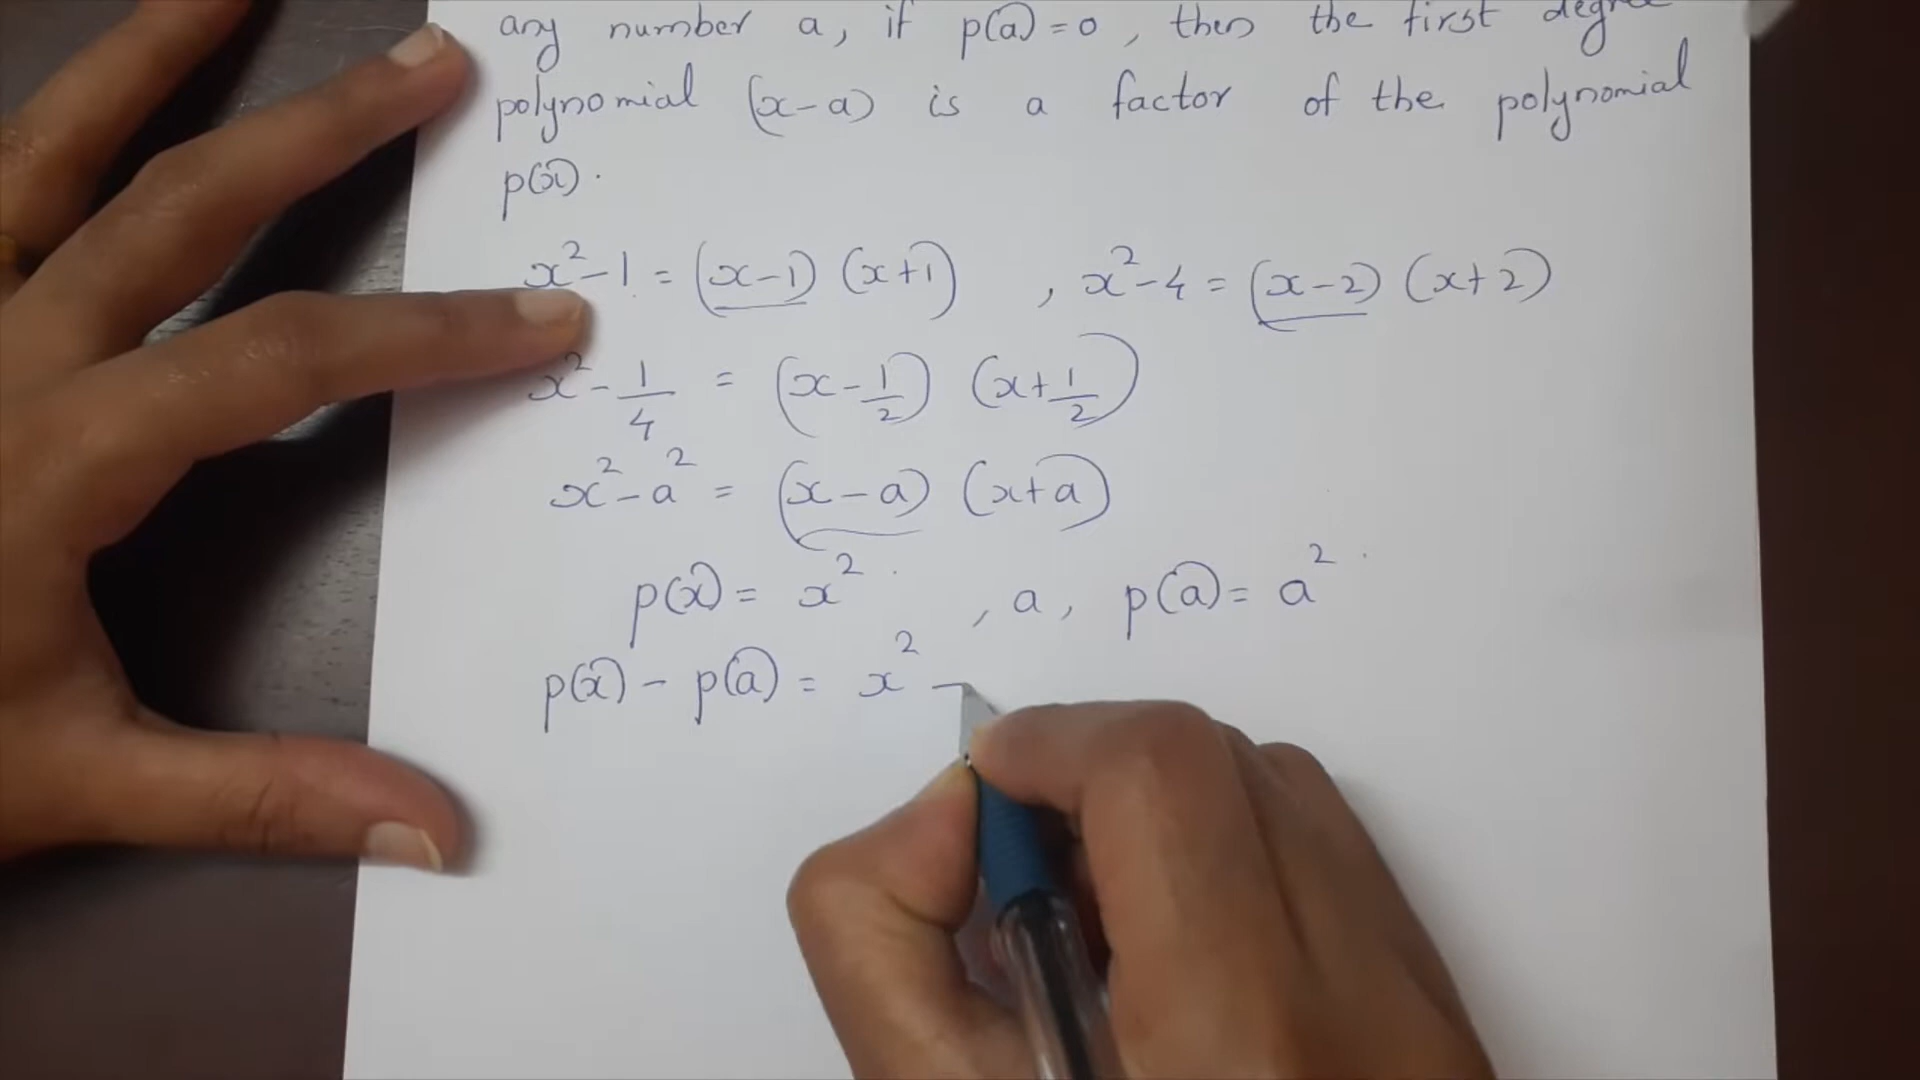 any number a, if p(a) = 0, then the first degree
polynomial (x-a) is a factor of the polynomial
p(x).
x² - 1 = (x-1) (x+1) , x² - 4 = (x-2) (x+2)
x² - 1/4 = (x - 1/2) (x + 1/2)
x² - a² = (x-a) (x+a)
p(x) = x² , a, p(a) = a²
p(x) - p(a) = x² -